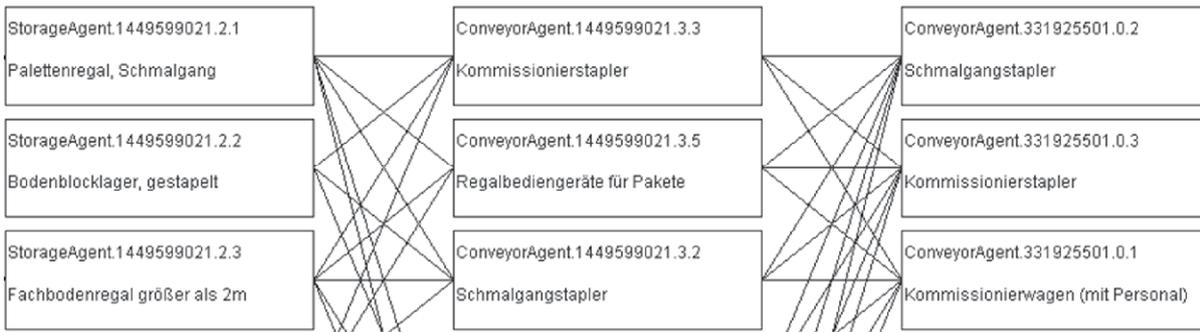 StorageAgent.1449599021.2.1
Palettenregal, Schmalgang
ConveyorAgent.1449599021.3.3
Kommissionierstapler
ConveyorAgent.331925501.0.2
Schmalgangstapler
StorageAgent.1449599021.2.2
Bodenblocklager, gestapelt
ConveyorAgent.1449599021.3.5
Regalbediengeräte für Pakete
ConveyorAgent.331925501.0.3
Kommissionierstapler
StorageAgent.1449599021.2.3
Fachbodenregal größer als 2m
ConveyorAgent.1449599021.3.2
Schmalgangstapler
ConveyorAgent.331925501.0.1
Kommissionierwagen (mit Personal)